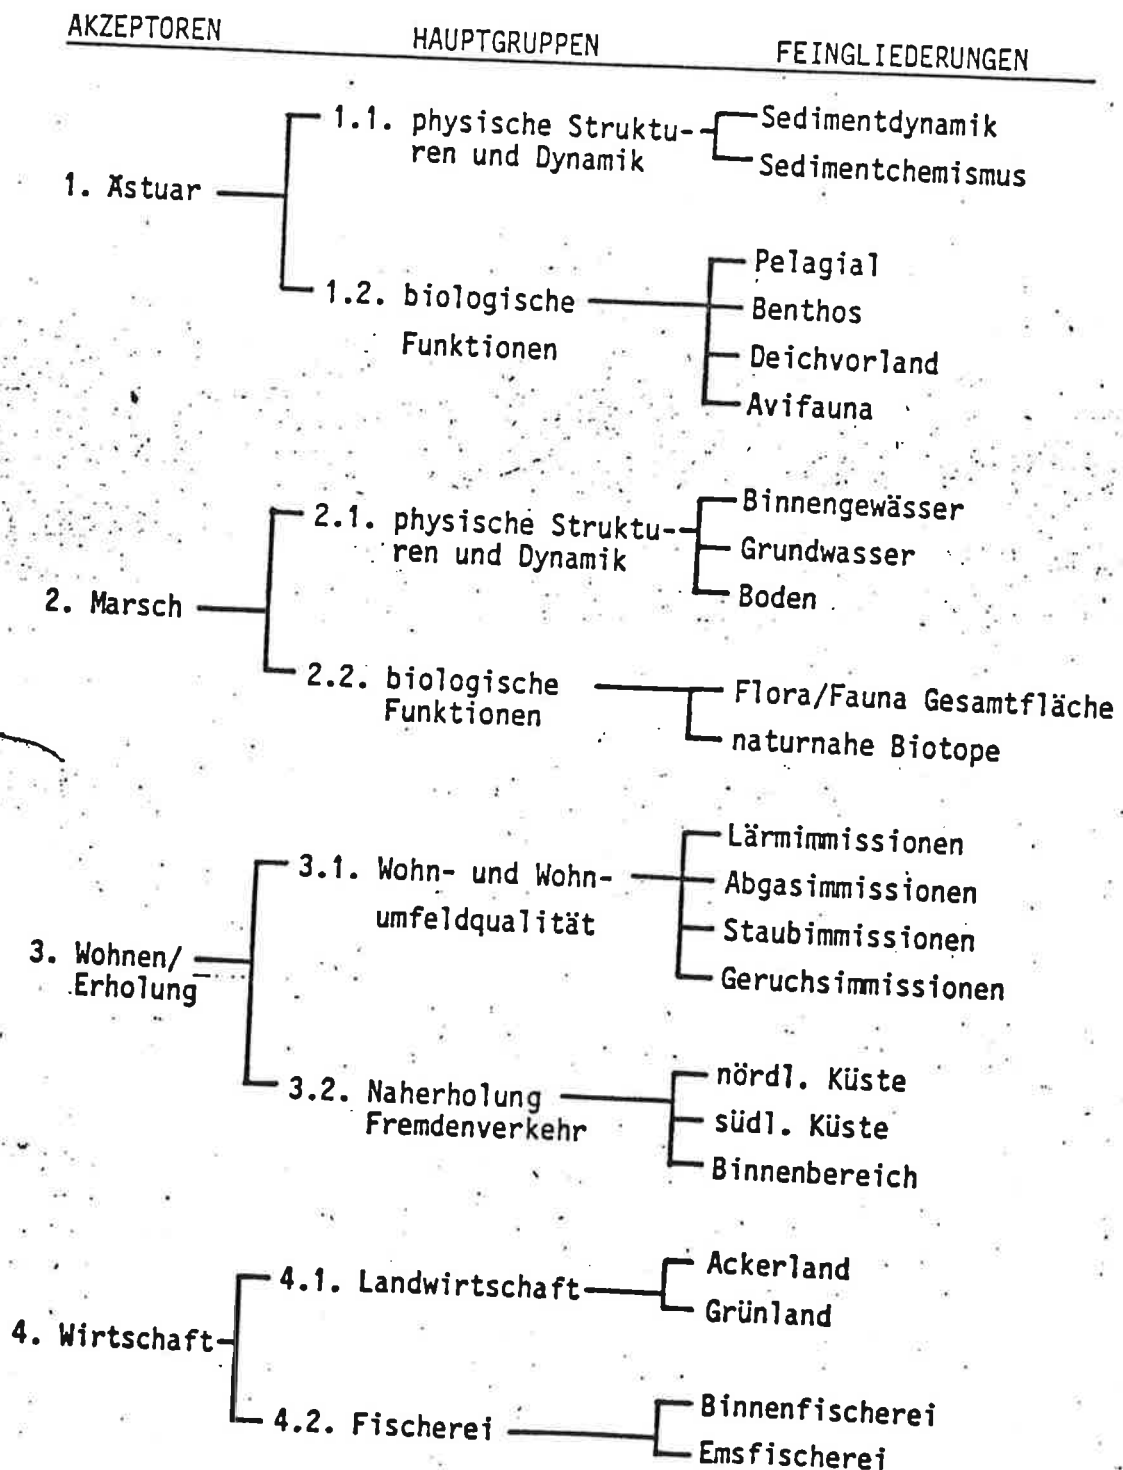 AKZEPTOREN HAUPTGRUPPEN FEINGLIEDERUNGEN
1. Ästuar
1.1. physische Struktu-
ren und Dynamik
Sedimentdynamik
Sedimentchemismus
1.2. biologische
Funktionen
Pelagial
Benthos
Deichvorland
Avifauna
2. Marsch
2.1. physische Struktu-
ren und Dynamik
Binnengewässer
Grundwasser
Boden
2.2. biologische
Funktionen
Flora/Fauna Gesamtfläche
naturnahe Biotope
3. Wohnen/
Erholung
3.1. Wohn- und Wohn-
umfeldqualität
Lärmimmissionen
Abgasimmissionen
Staubimmissionen
Geruchsimmissionen
3.2. Naherholung
Fremdenverkehr
nördl. Küste
südl. Küste
Binnenbereich
4. Wirtschaft
4.1. Landwirtschaft
Ackerland
Grünland
4.2. Fischerei
Binnenfischerei
Emsfischerei